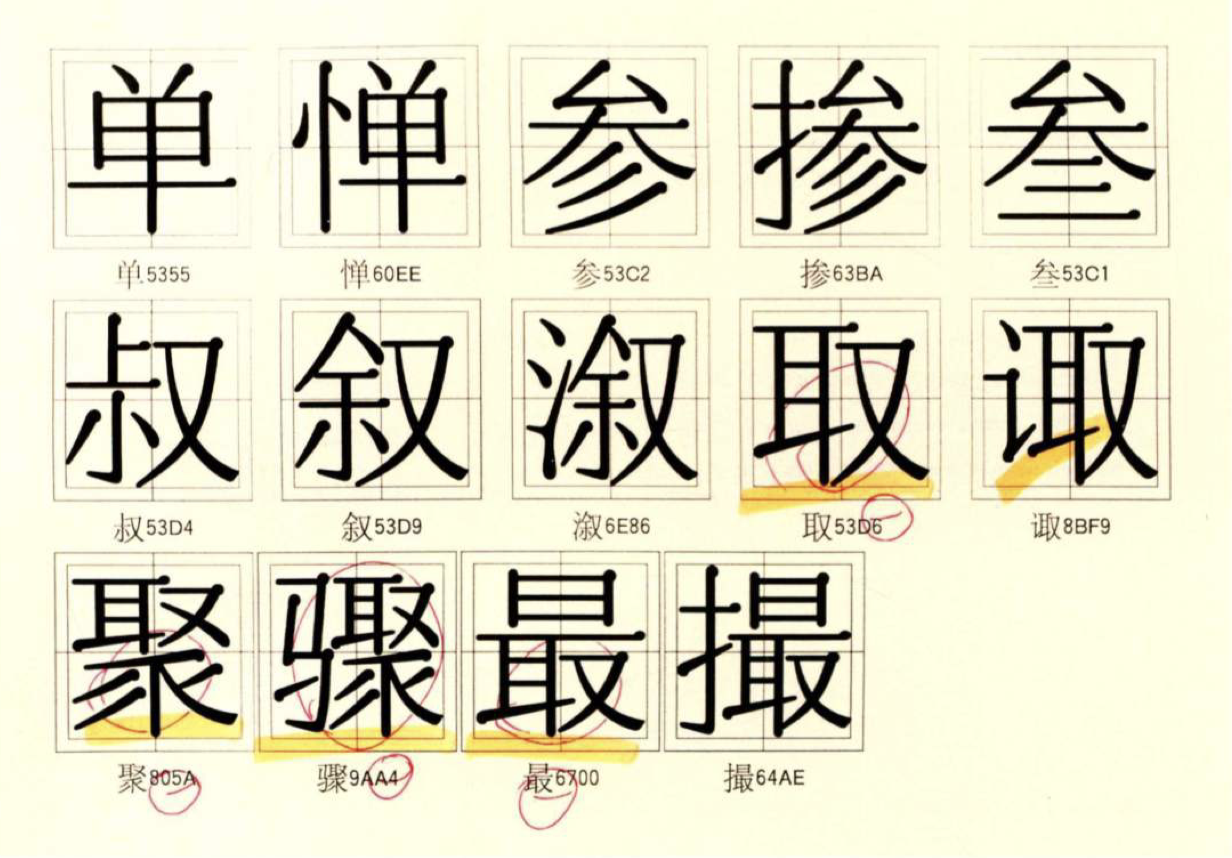 单 惮 参 掺 叁
单5355 惮60EE 参53C2 掺63BA 叁53C1
叔 叙 溆 取 诹
叔53D4 叙53D9 溆6E86 取53D6 诹8BF9
聚 骤 最 撮
聚805A 骤9AA4 最6700 撮64AE